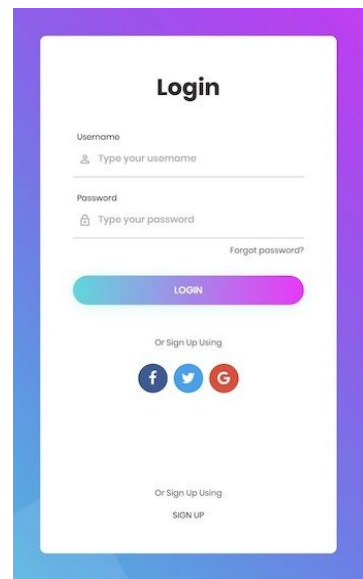 Login
Username
Type your username
Password
Type your password
Forgot password?
LOGIN
Or Sign Up Using
f G
Or Sign Up Using
SIGN UP